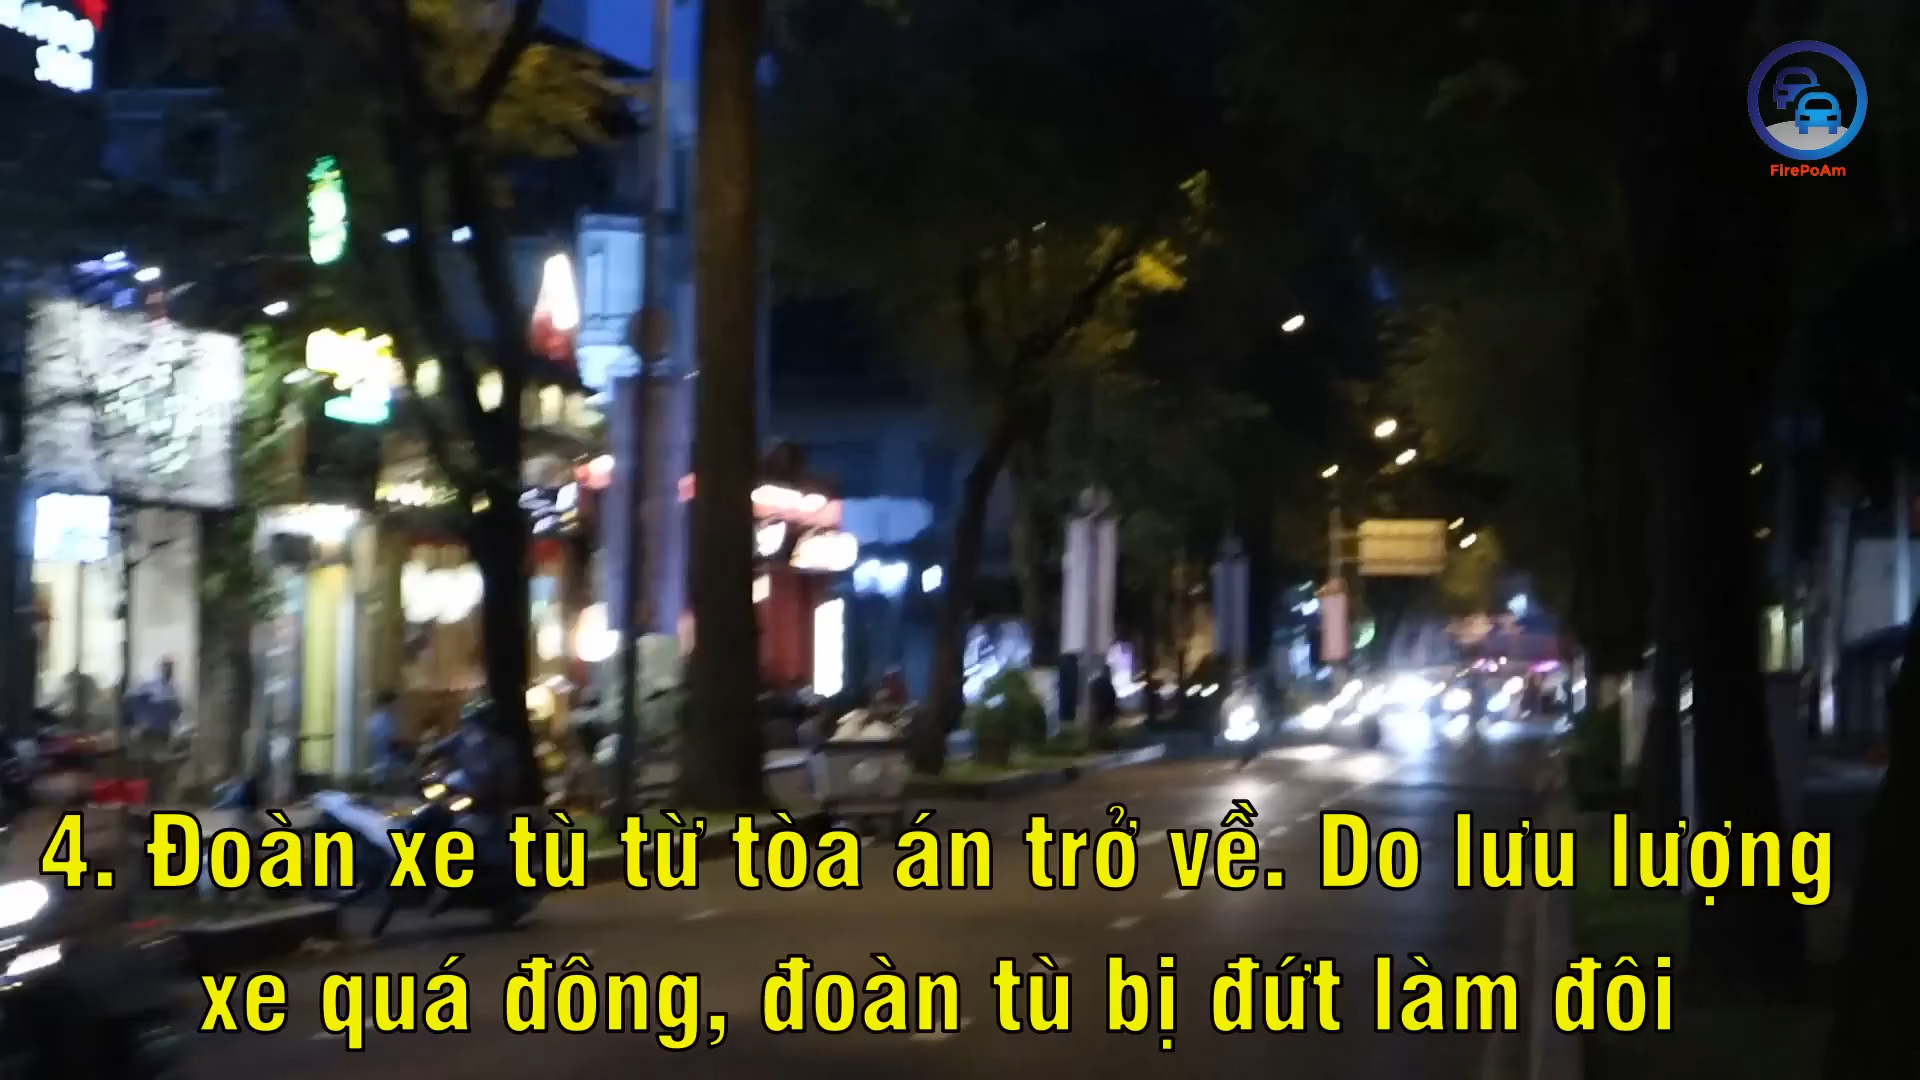 FirePoAm
4. Đoàn xe tù từ tòa án trở về. Do lưu lượng
xe quá đông, đoàn tù bị đứt làm đôi